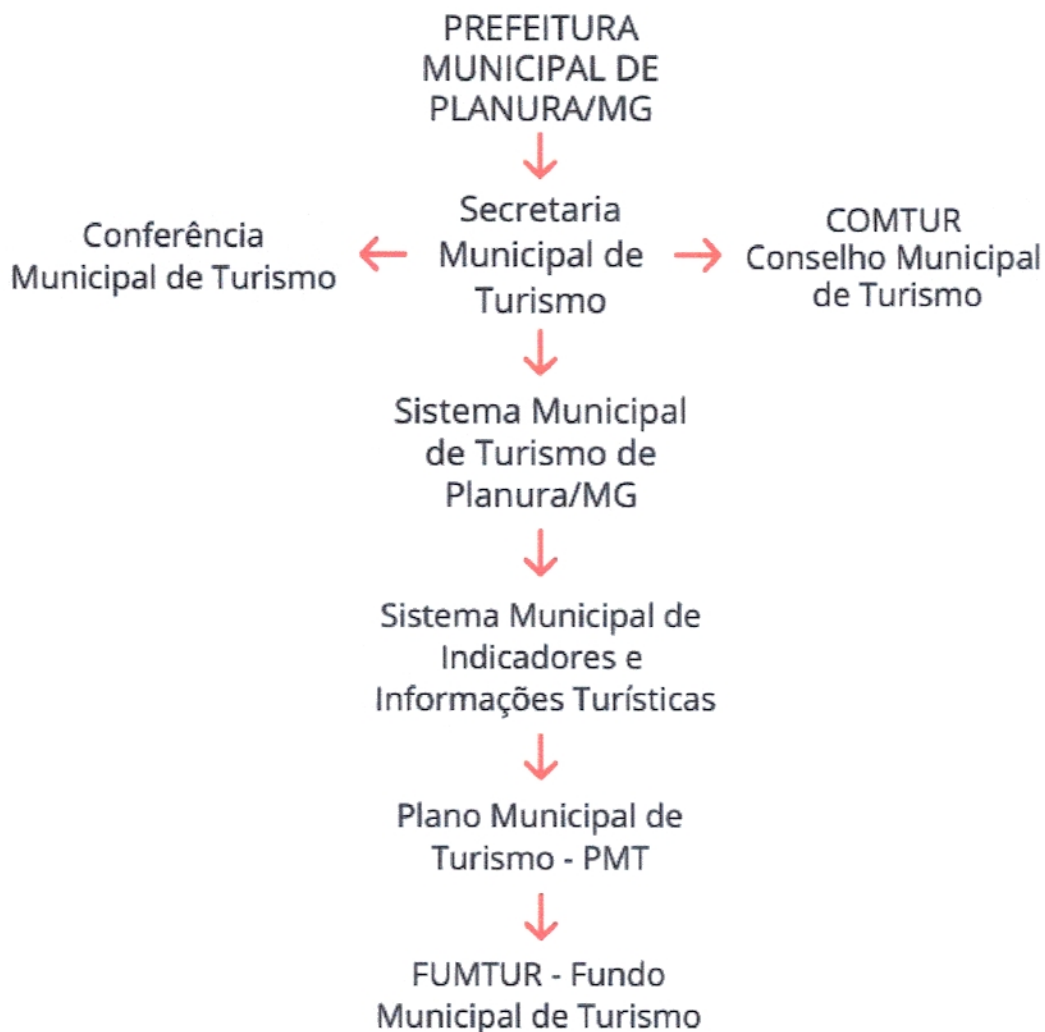 PREFEITURA
MUNICIPAL DE
PLANURA/MG
Conferência
Municipal de Turismo
Secretaria
Municipal de
Turismo
COMTUR
Conselho Municipal
de Turismo
Sistema Municipal
de Turismo de
Planura/MG
Sistema Municipal de
Indicadores e
Informações Turísticas
Plano Municipal de
Turismo - PMT
FUMTUR - Fundo
Municipal de Turismo